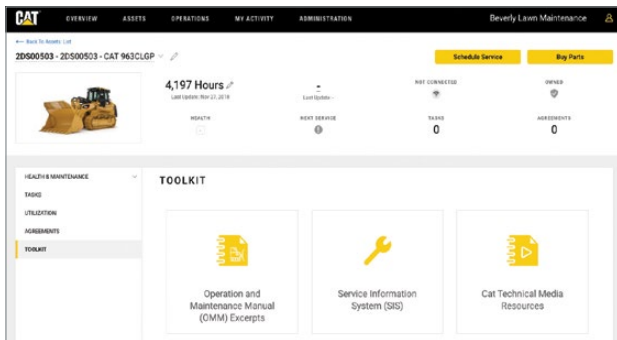 CAT OVERVIEW ASSETS OPERATIONS MY ACTIVITY ADMINISTRATION Beverly Lawn Maintenance
Back To Assets List
2DS00503 - 2DS00503 - CAT 963CLGP
Schedule Service Buy Parts
4,197 Hours
Last Update: Nov 27, 2018
-
Last Update -
NOT CONNECTED
OWNED
HEALTH
NEXT SERVICE
TASKS
0
AGREEMENTS
0
HEALTH & MAINTENANCE
TASKS
UTILIZATION
AGREEMENTS
TOOLKIT
TOOLKIT
Operation and
Maintenance Manual
(OMM) Excerpts
Service Information
System (SIS)
Cat Technical Media
Resources